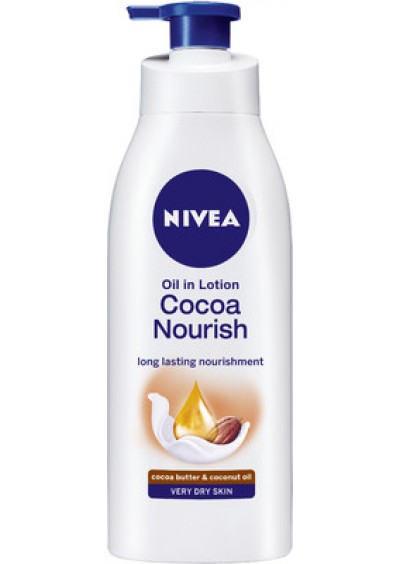 NIVEA
Oil in Lotion
Cocoa
Nourish
long lasting nourishment
cocoa butter & coconut oil
VERY DRY SKIN